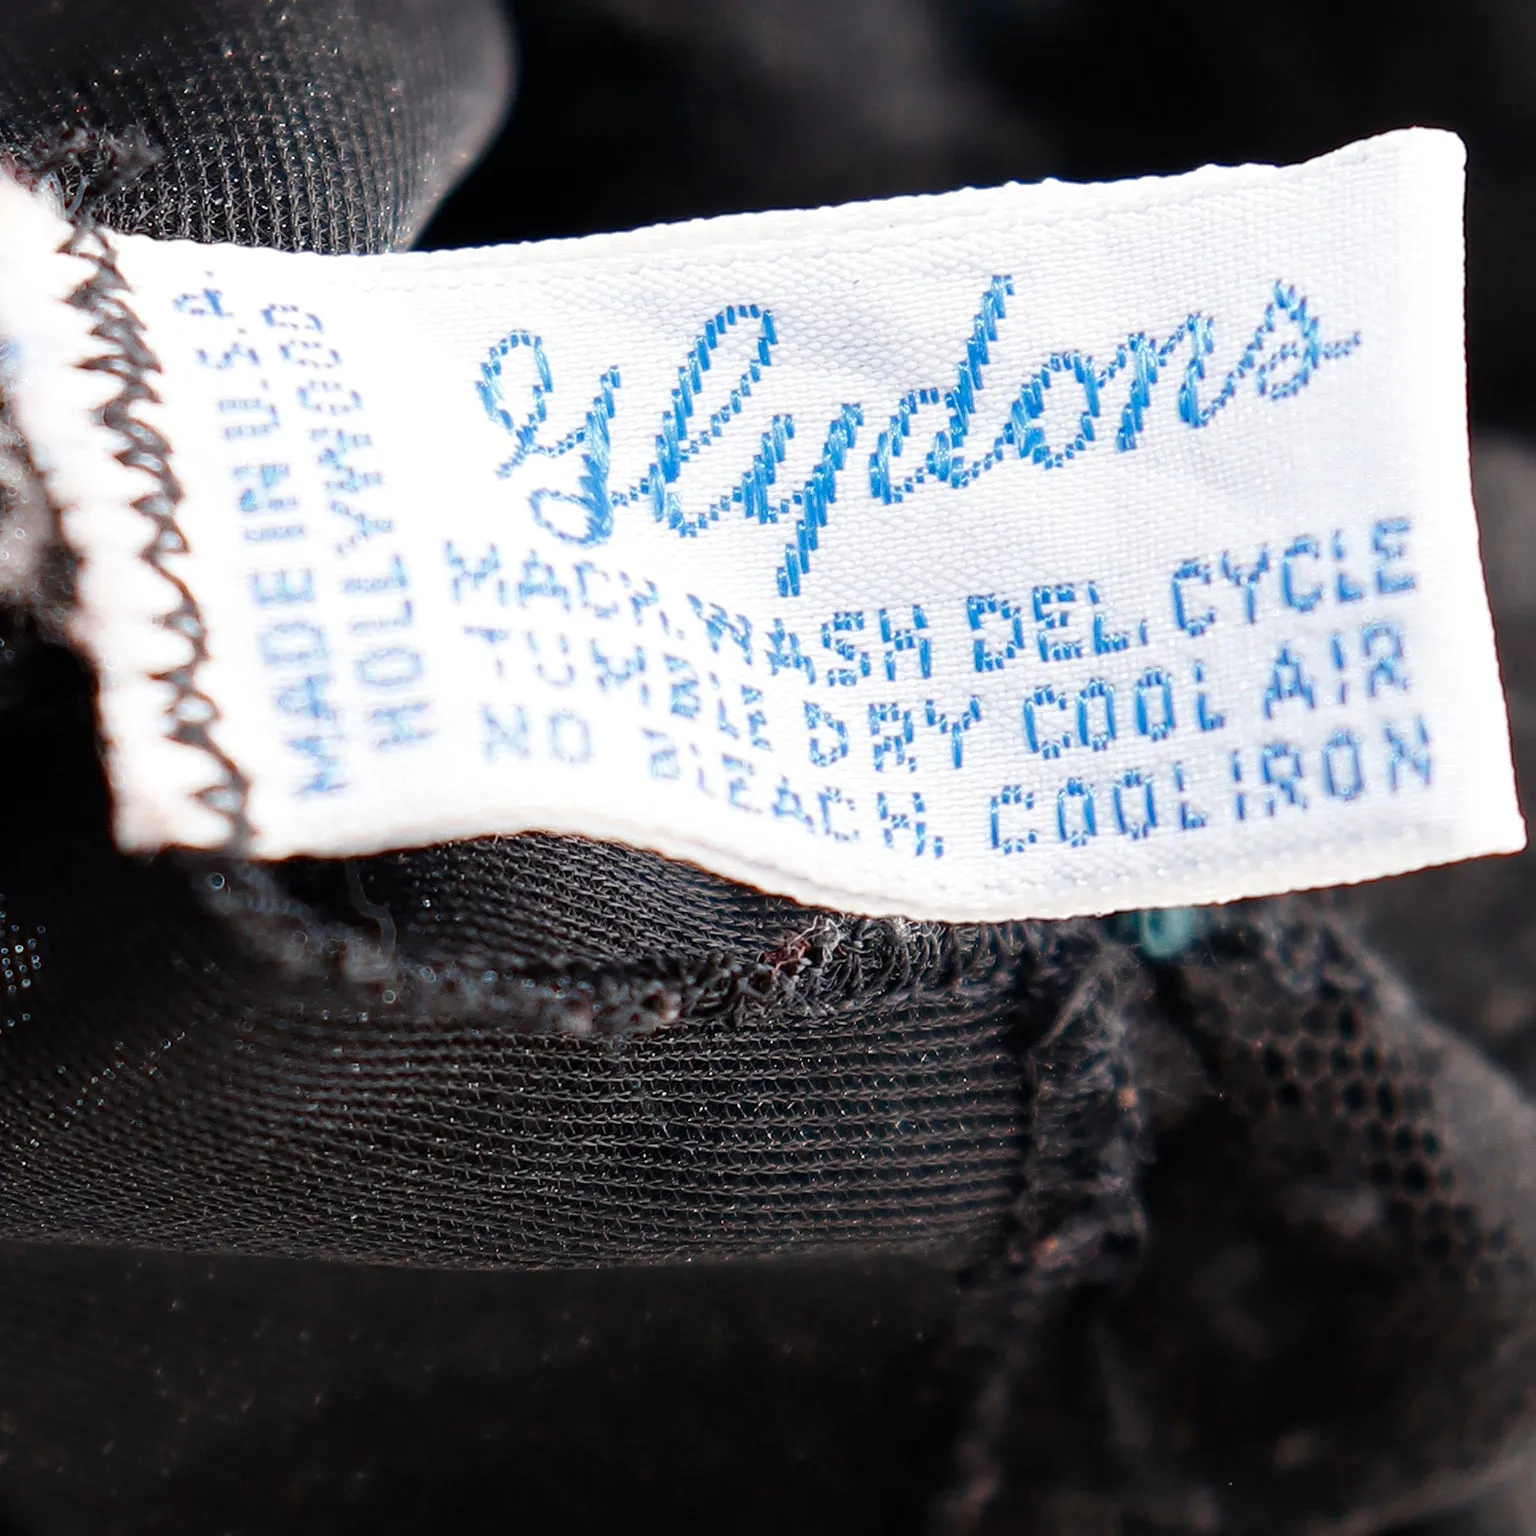 Glydons
MACH. WASH DEL. CYCLE
TUMBLE DRY COOL AIR
NO BLEACH. COOL IRON
HOLLYWOOD
MADE IN U.S.A.